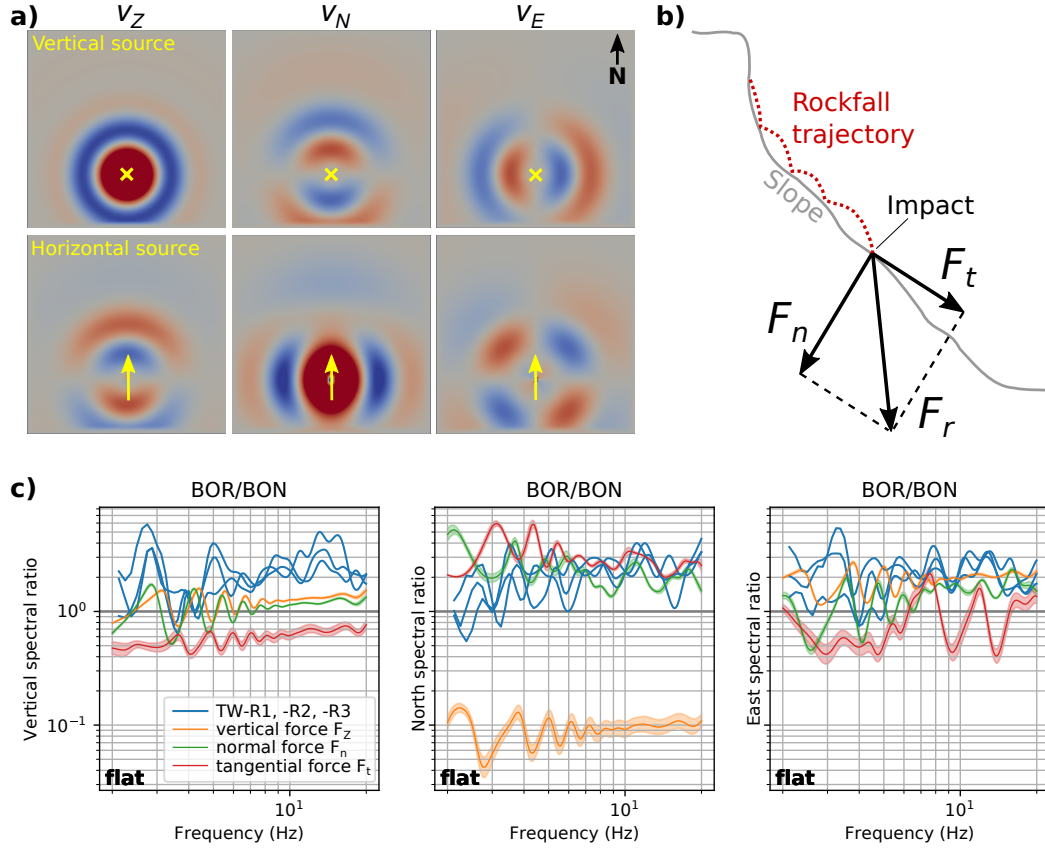 a)
v_Z
v_N
v_E
Vertical source
N
Horizontal source
b)
Rockfall
trajectory
Slope
Impact
F_t
F_n
F_r
c)
BOR/BON
Vertical spectral ratio
10^0
10^-1
TW-R1, -R2, -R3
vertical force F_Z
normal force F_n
tangential force F_t
flat
10^1
Frequency (Hz)
BOR/BON
North spectral ratio
flat
10^1
Frequency (Hz)
BOR/BON
East spectral ratio
flat
10^1
Frequency (Hz)